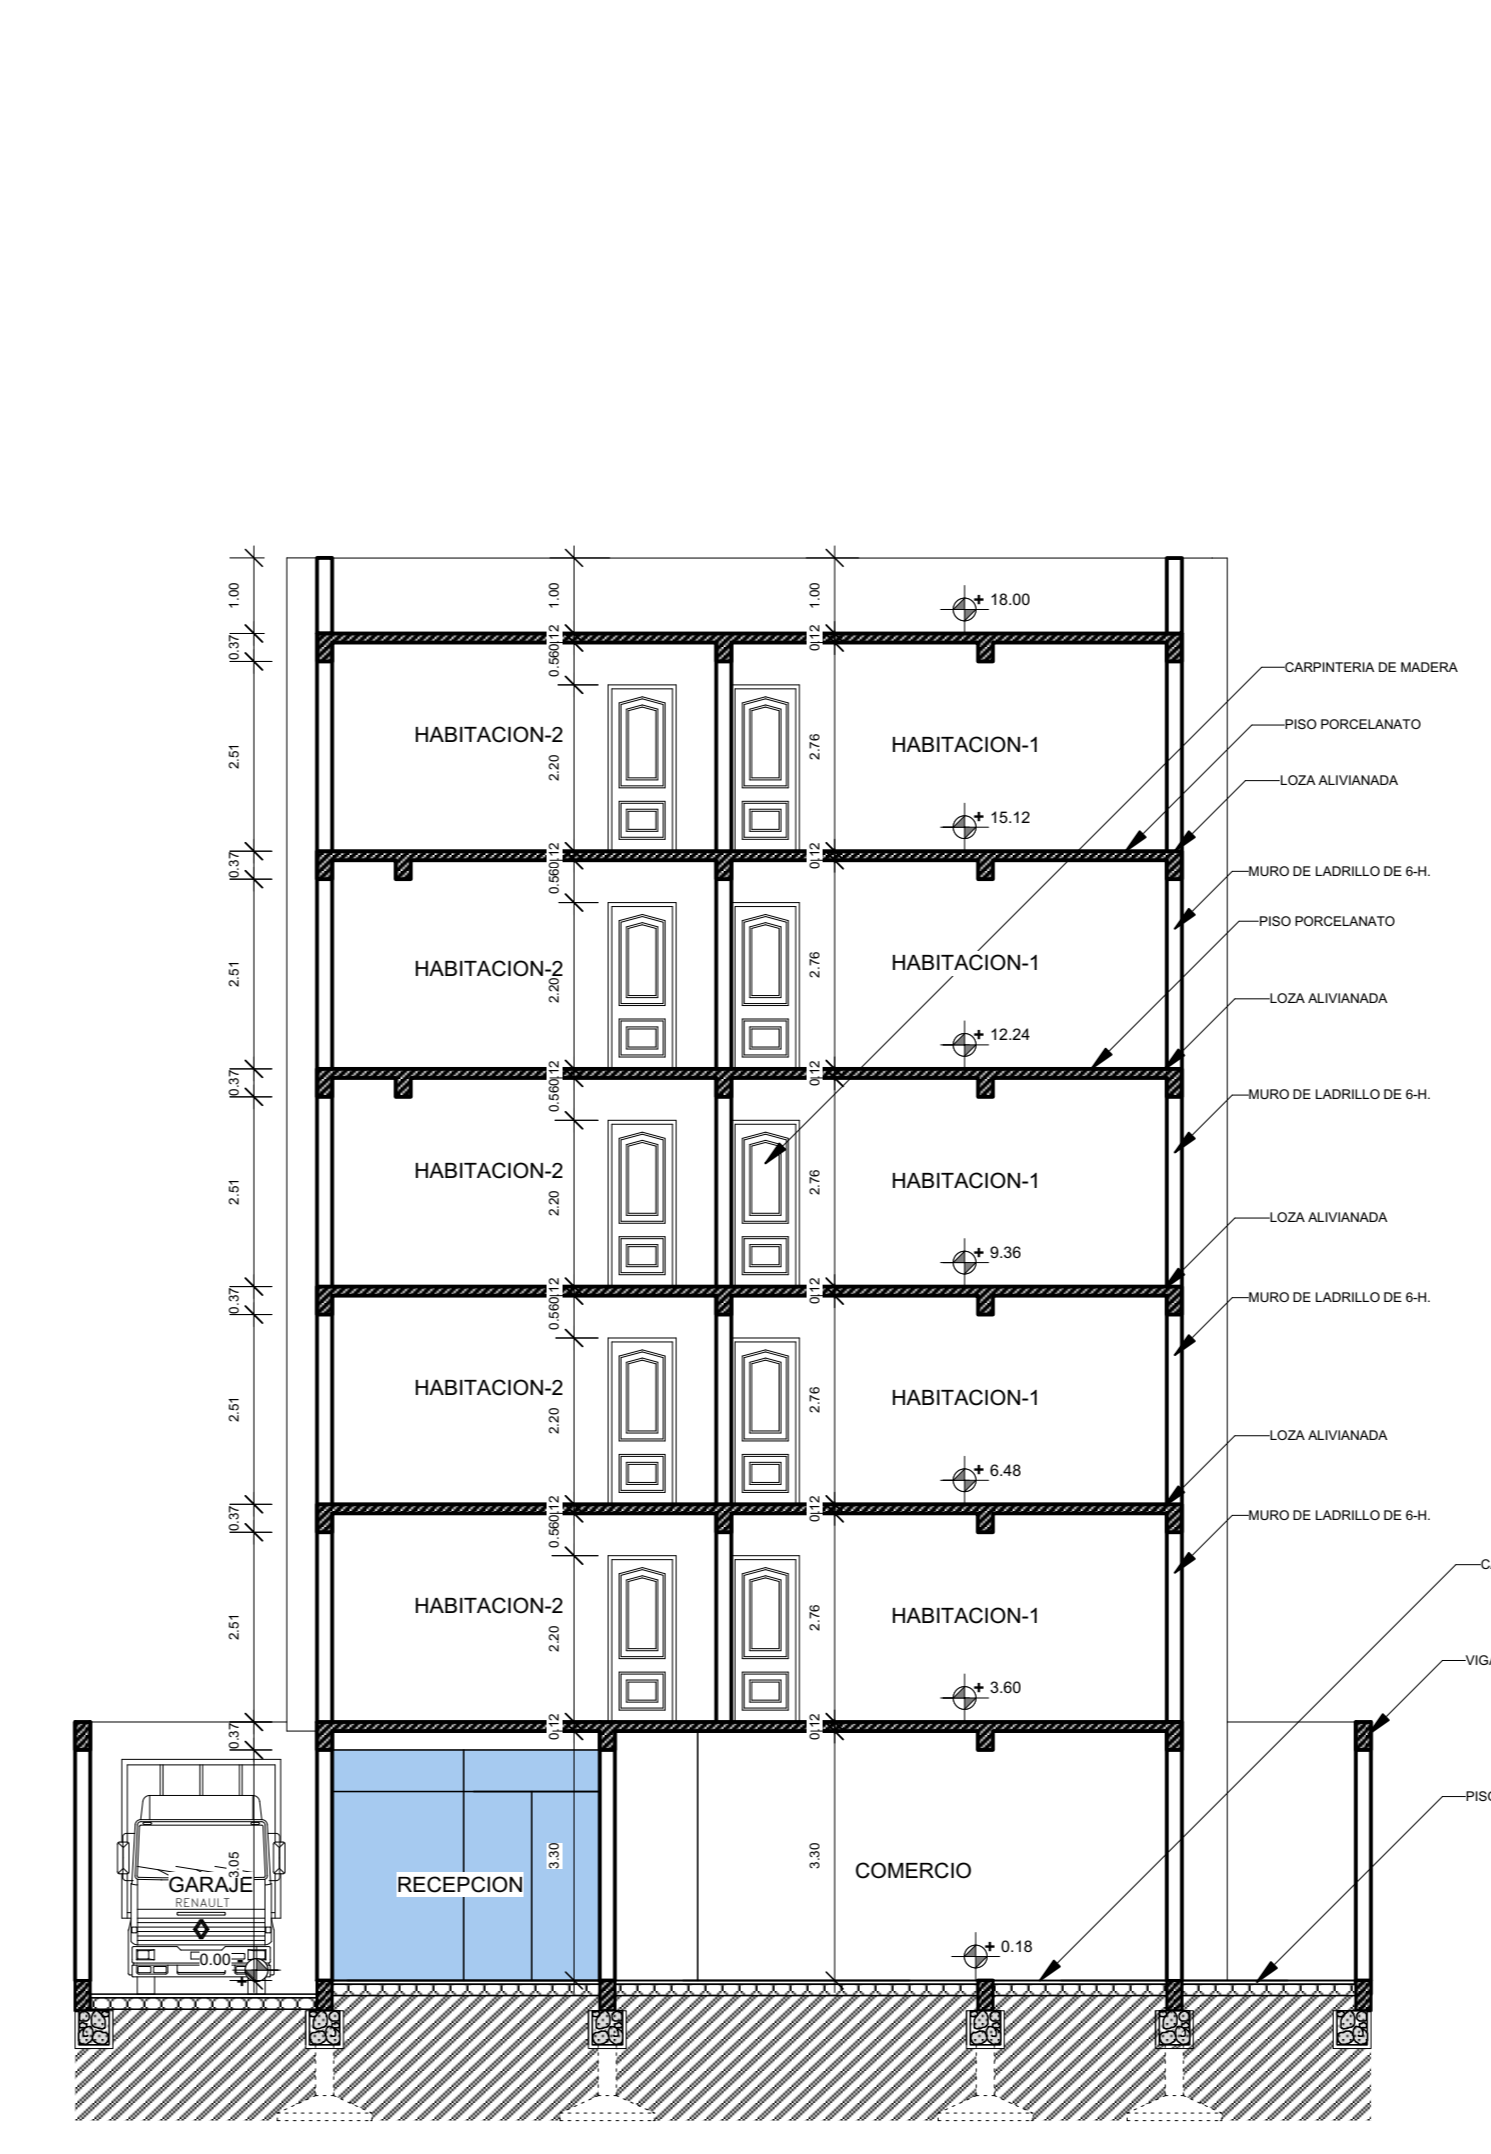 1.00
1.00
1.00
+ 18.00
0.37
0.12
0.12
0.56
CARPINTERIA DE MADERA
PISO PORCELANATO
HABITACION-2
HABITACION-1
2.51
2.20
2.76
LOZA ALIVIANADA
+ 15.12
0.37
0.12
0.12
0.56
MURO DE LADRILLO DE 6-H.
PISO PORCELANATO
HABITACION-2
HABITACION-1
2.51
2.20
2.76
LOZA ALIVIANADA
+ 12.24
0.37
0.12
0.12
0.56
MURO DE LADRILLO DE 6-H.
HABITACION-2
HABITACION-1
2.51
2.20
2.76
LOZA ALIVIANADA
+ 9.36
0.37
0.12
0.12
0.56
MURO DE LADRILLO DE 6-H.
HABITACION-2
HABITACION-1
2.51
2.20
2.76
LOZA ALIVIANADA
+ 6.48
0.37
0.12
0.12
0.56
MURO DE LADRILLO DE 6-H.
HABITACION-2
HABITACION-1
2.51
2.20
2.76
+ 3.60
0.37
0.12
0.12
3.05
3.30
3.30
GARAJE
RENAULT
RECEPCION
COMERCIO
0.00
+
+ 0.18